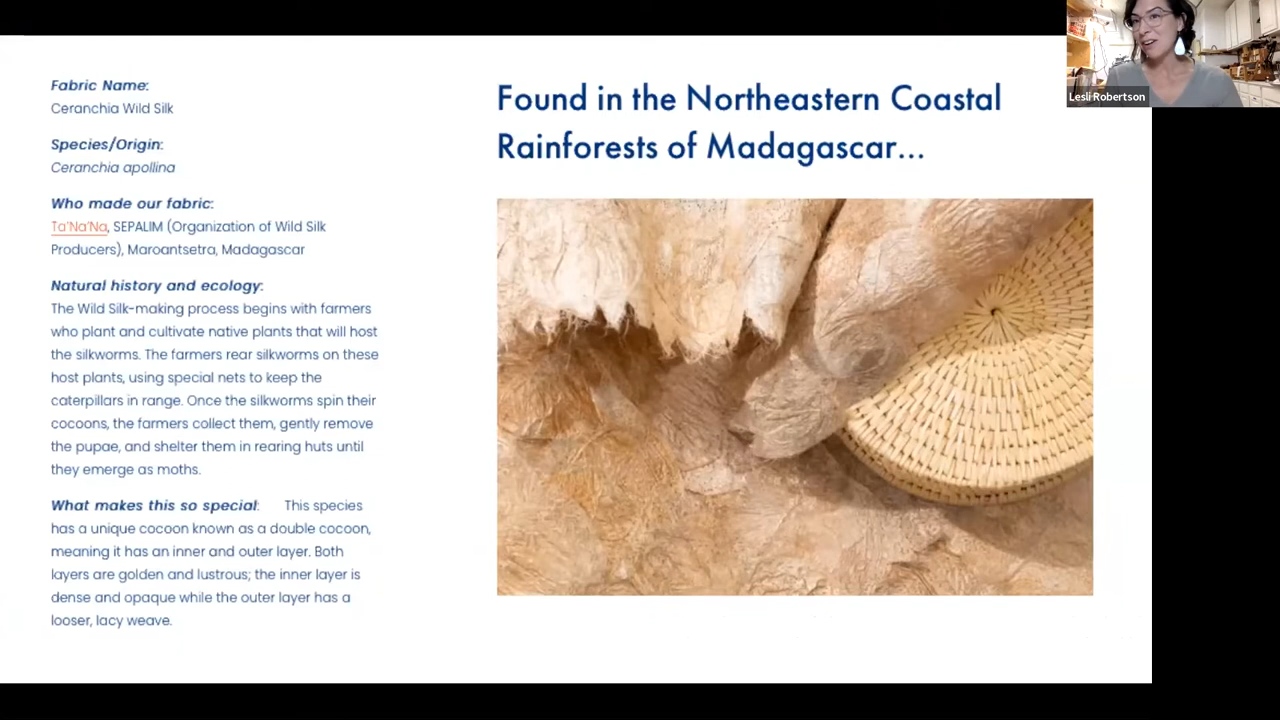 Fabric Name:
Ceranchia Wild Silk
Species/Origin:
Ceranchia apollina
Who made our fabric:
Ta'Na'Na, SEPALIM (Organization of Wild Silk
Producers), Maroantsetra, Madagascar
Natural history and ecology:
The Wild Silk-making process begins with farmers
who plant and cultivate native plants that will host
the silkworms. The farmers rear silkworms on these
host plants, using special nets to keep the
caterpillars in range. Once the silkworms spin their
cocoons, the farmers collect them, gently remove
the pupae, and shelter them in rearing huts until
they emerge as moths.
What makes this so special: This species
has a unique cocoon known as a double cocoon,
meaning it has an inner and outer layer. Both
layers are golden and lustrous; the inner layer is
dense and opaque while the outer layer has a
looser, lacy weave.
Found in the Northeastern Coastal
Rainforests of Madagascar...
Lesli Robertson